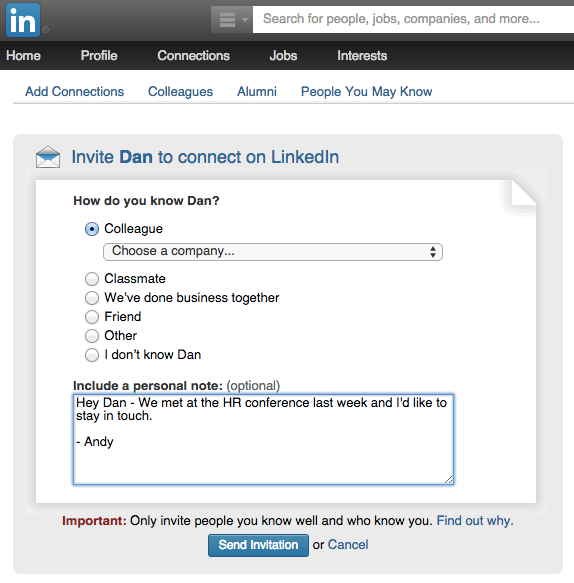 in ®
Search for people, jobs, companies, and more...
Home Profile Connections Jobs Interests
Add Connections Colleagues Alumni People You May Know
Invite Dan to connect on LinkedIn
How do you know Dan?
Colleague
Choose a company...
Classmate
We've done business together
Friend
Other
I don't know Dan
Include a personal note: (optional)
Hey Dan - We met at the HR conference last week and I'd like to
stay in touch.
- Andy
Important: Only invite people you know well and who know you. Find out why.
Send Invitation or Cancel